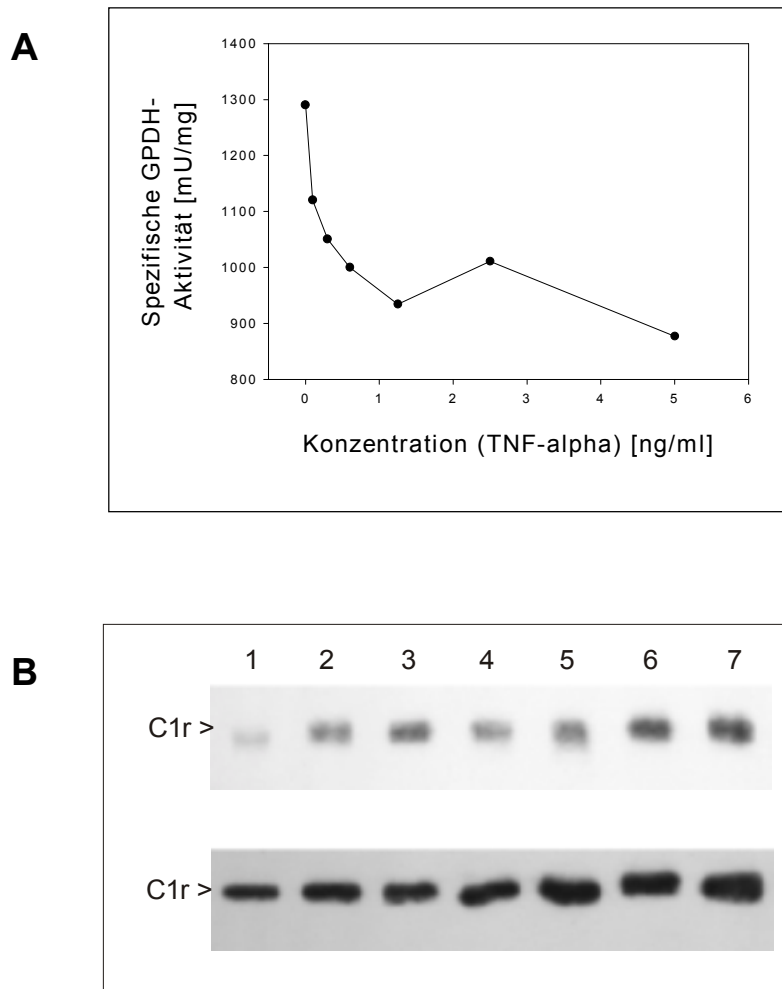 A
1400
1300
1200
1100
1000
900
800
Spezifische GPDH-
Aktivität [mU/mg]
0 1 2 3 4 5 6
Konzentration (TNF-alpha) [ng/ml]
B
1 2 3 4 5 6 7
C1r >
C1r >